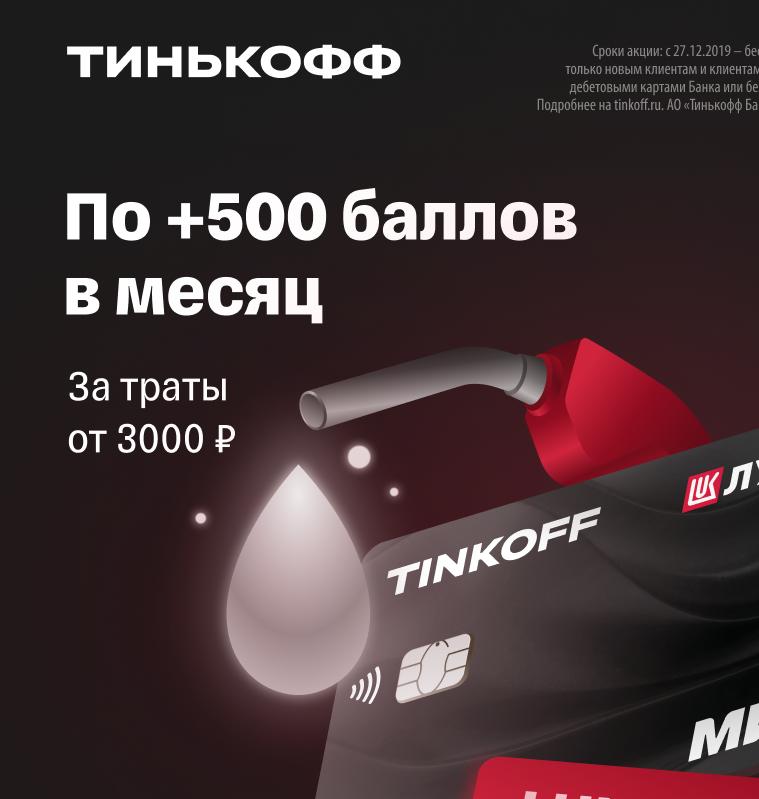 ТИНЬКОФФ
Сроки акции: с 27.12.2019 –
только новым клиентам и
дебетовыми картами Банка или
Подробнее на tinkoff.ru. АО «Тинькофф
По +500 баллов
в месяц
За траты
от 3000 ₽
LUK
TINKOFF